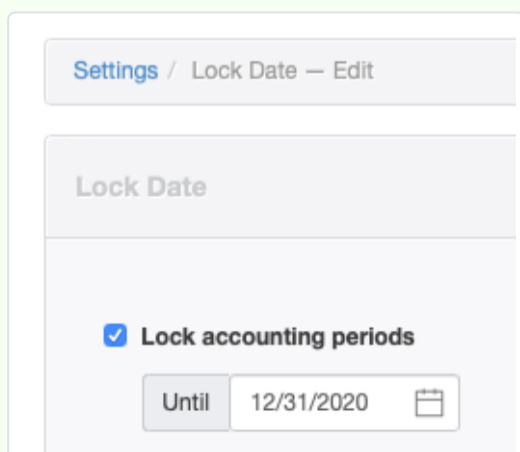 Settings / Lock Date — Edit
Lock Date
Lock accounting periods
Until 12/31/2020